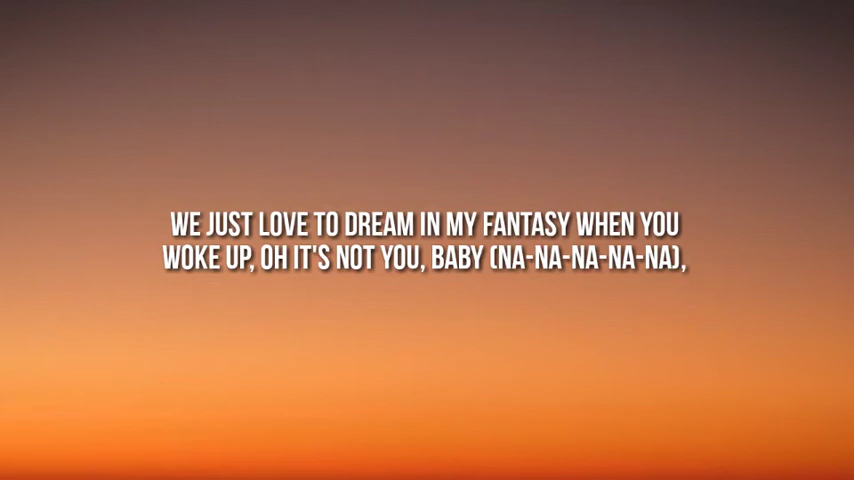 WE JUST LOVE TO DREAM IN MY FANTASY WHEN YOU
WOKE UP, OH IT'S NOT YOU, BABY (NA-NA-NA-NA-NA),